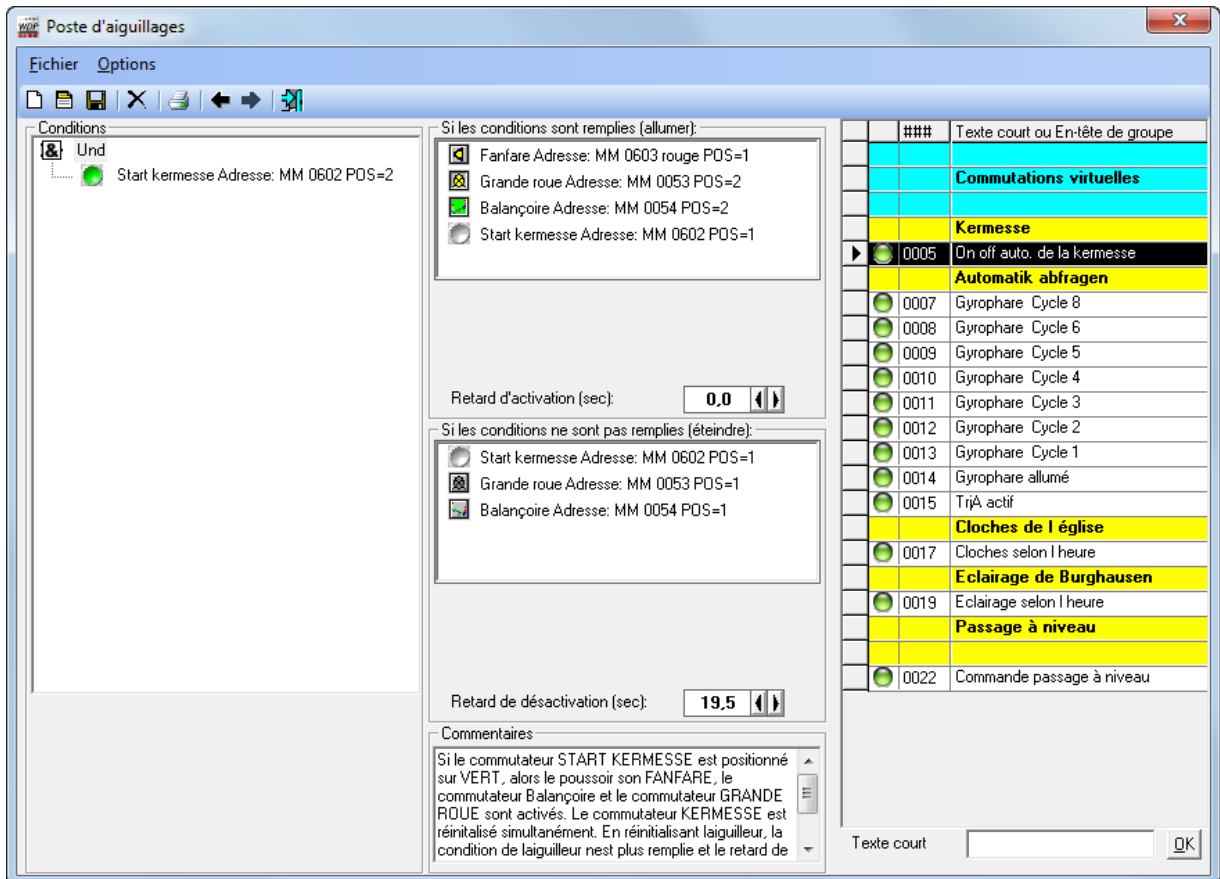 Poste d'aiguillages
Fichier Options
Conditions
Und
Start kermesse Adresse: MM 0602 POS=2
Si les conditions sont remplies (allumer):
Fanfare Adresse: MM 0603 rouge POS=1
Grande roue Adresse: MM 0053 POS=2
Balançoire Adresse: MM 0054 POS=2
Start kermesse Adresse: MM 0602 POS=1
Retard d'activation (sec): 0,0
Si les conditions ne sont pas remplies (éteindre):
Start kermesse Adresse: MM 0602 POS=1
Grande roue Adresse: MM 0053 POS=1
Balançoire Adresse: MM 0054 POS=1
Retard de désactivation (sec): 19,5
Commentaires
Si le commutateur START KERMESSE est positionné
sur VERT, alors le poussoir son FANFARE, le
commutateur Balançoire et le commutateur GRANDE
ROUE sont activés. Le commutateur KERMESSE est
réinitalisé simultanément. En réinitialisant laiguilleur, la
condition de laiguilleur nest plus remplie et le retard de
### Texte court ou En-tête de groupe
Commutations virtuelles
Kermesse
0005 On off auto. de la kermesse
Automatik abfragen
0007 Gyrophare Cycle 8
0008 Gyrophare Cycle 6
0009 Gyrophare Cycle 5
0010 Gyrophare Cycle 4
0011 Gyrophare Cycle 3
0012 Gyrophare Cycle 2
0013 Gyrophare Cycle 1
0014 Gyrophare allumé
0015 TrjA actif
Cloches de l église
0017 Cloches selon l heure
Eclairage de Burghausen
0019 Eclairage selon l heure
Passage à niveau
0022 Commande passage à niveau
Texte court OK